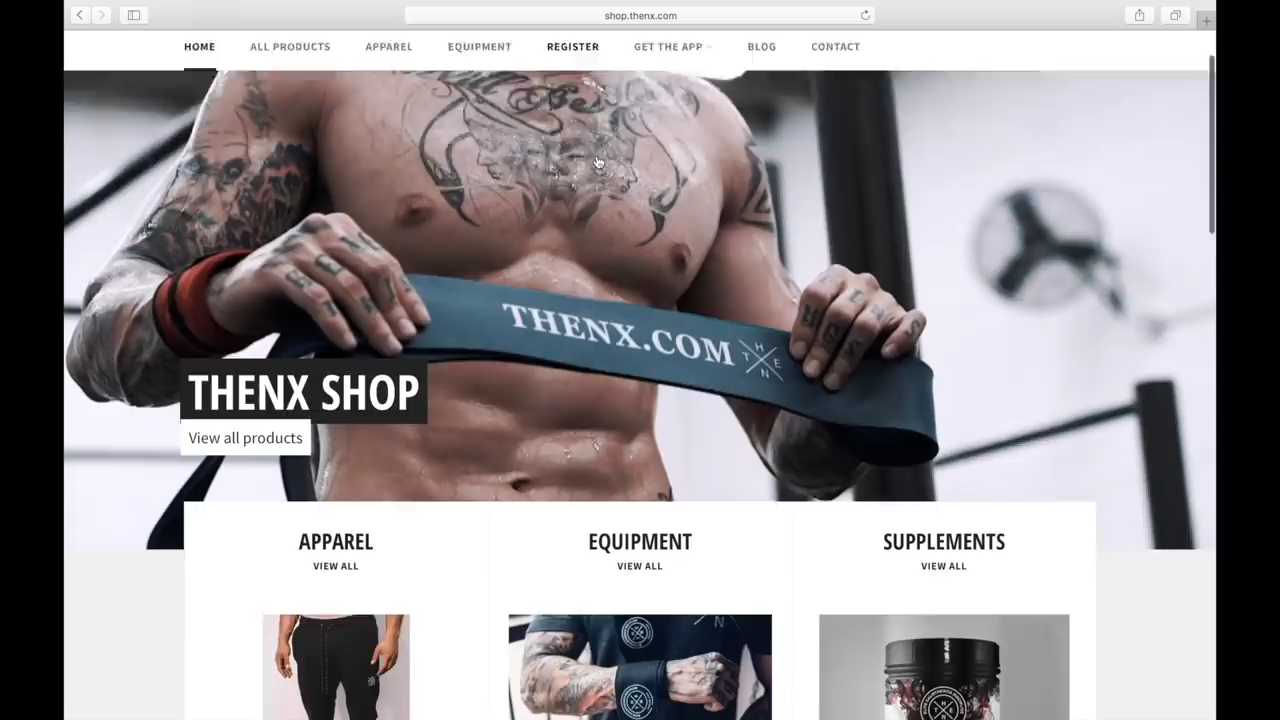 shop.thenx.com
HOME ALL PRODUCTS APPAREL EQUIPMENT REGISTER GET THE APP BLOG CONTACT
THENX.COM
T H E N
THENX SHOP
View all products
APPAREL EQUIPMENT SUPPLEMENTS
VIEW ALL VIEW ALL VIEW ALL